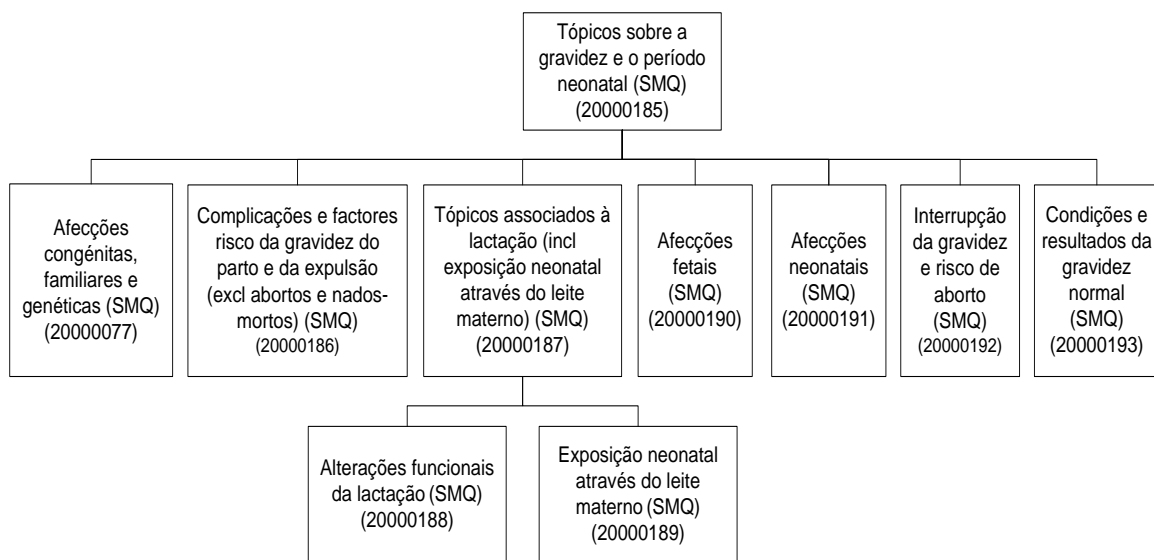 Tópicos sobre a
gravidez e o período
neonatal (SMQ)
(20000185)
Afecções
congénitas,
familiares e
genéticas (SMQ)
(20000077)
Complicações e factores
risco da gravidez do
parto e da expulsão
(excl abortos e nados-
mortos) (SMQ)
(20000186)
Tópicos associados à
lactação (incl
exposição neonatal
através do leite
materno) (SMQ)
(20000187)
Afecções
fetais
(SMQ)
(20000190)
Afecções
neonatais
(SMQ)
(20000191)
Interrupção
da gravidez
e risco de
aborto
(SMQ)
(20000192)
Condições e
resultados da
gravidez
normal
(SMQ)
(20000193)
Alterações funcionais
da lactação (SMQ)
(20000188)
Exposição neonatal
através do leite
materno (SMQ)
(20000189)